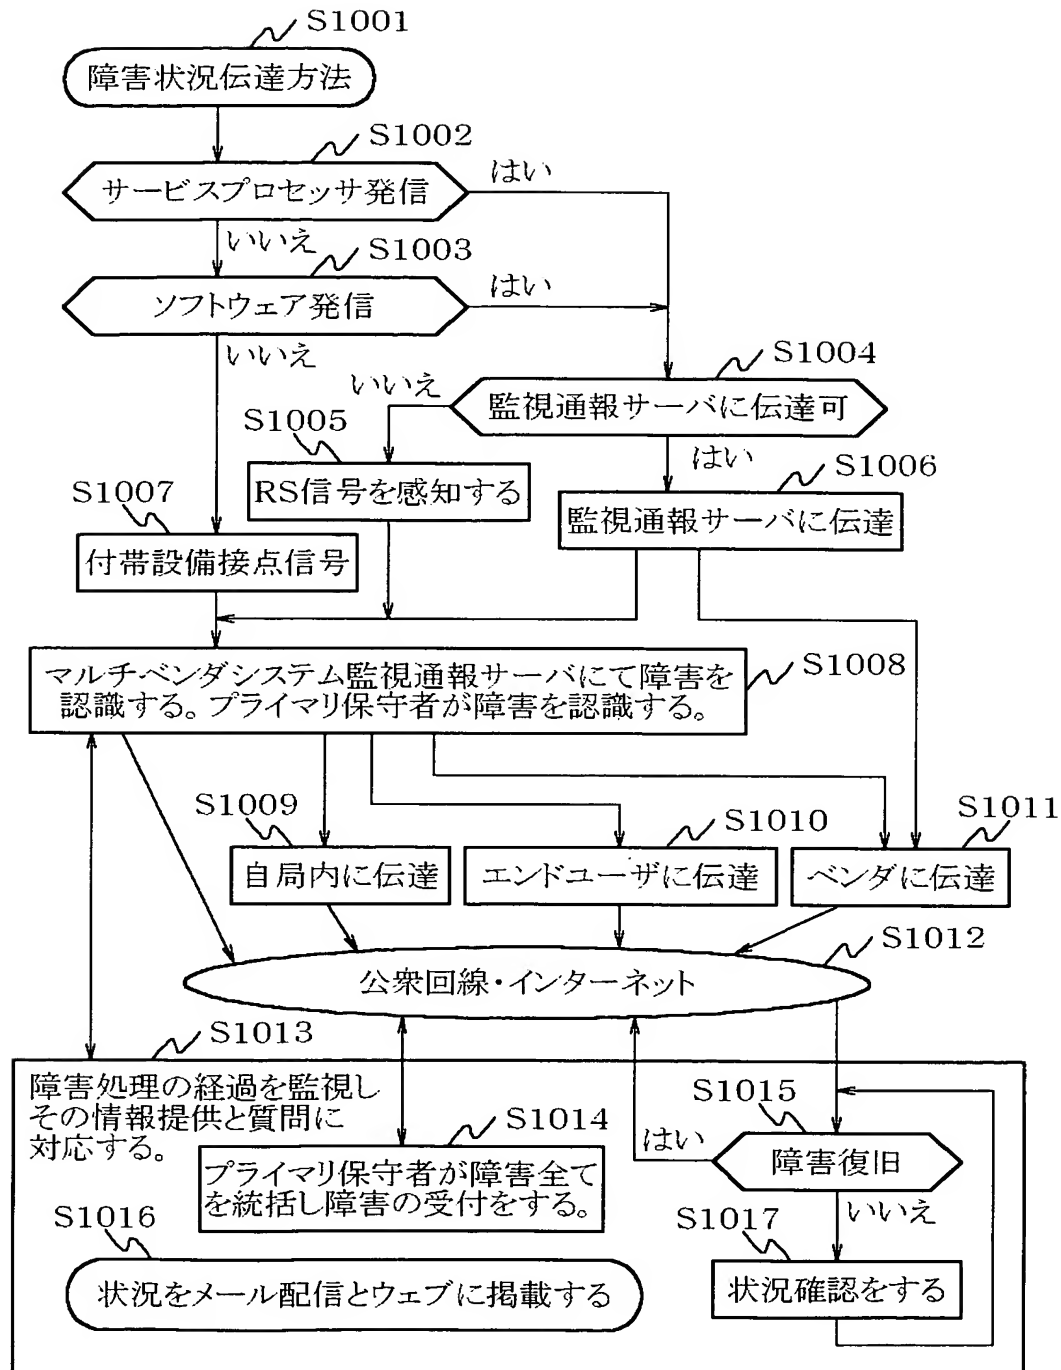 S1001
障害状況伝達方法
S1002
サービスプロセッサ発信
はい
いいえ
S1003
ソフトウェア発信
はい
いいえ
S1004
監視通報サーバに伝達可
いいえ
はい
S1005
RS信号を感知する
S1006
監視通報サーバに伝達
S1007
付帯設備接点信号
S1008
マルチベンダシステム監視通報サーバにて障害を
認識する。プライマリ保守者が障害を認識する。
S1009
自局内に伝達
S1010
エンドユーザに伝達
S1011
ベンダに伝達
S1012
公衆回線・インターネット
S1013
障害処理の経過を監視し
その情報提供と質問に
対応する。
S1014
プライマリ保守者が障害全て
を統括し障害の受付をする。
S1015
障害復旧
はい
いいえ
S1016
状況をメール配信とウェブに掲載する
S1017
状況確認をする